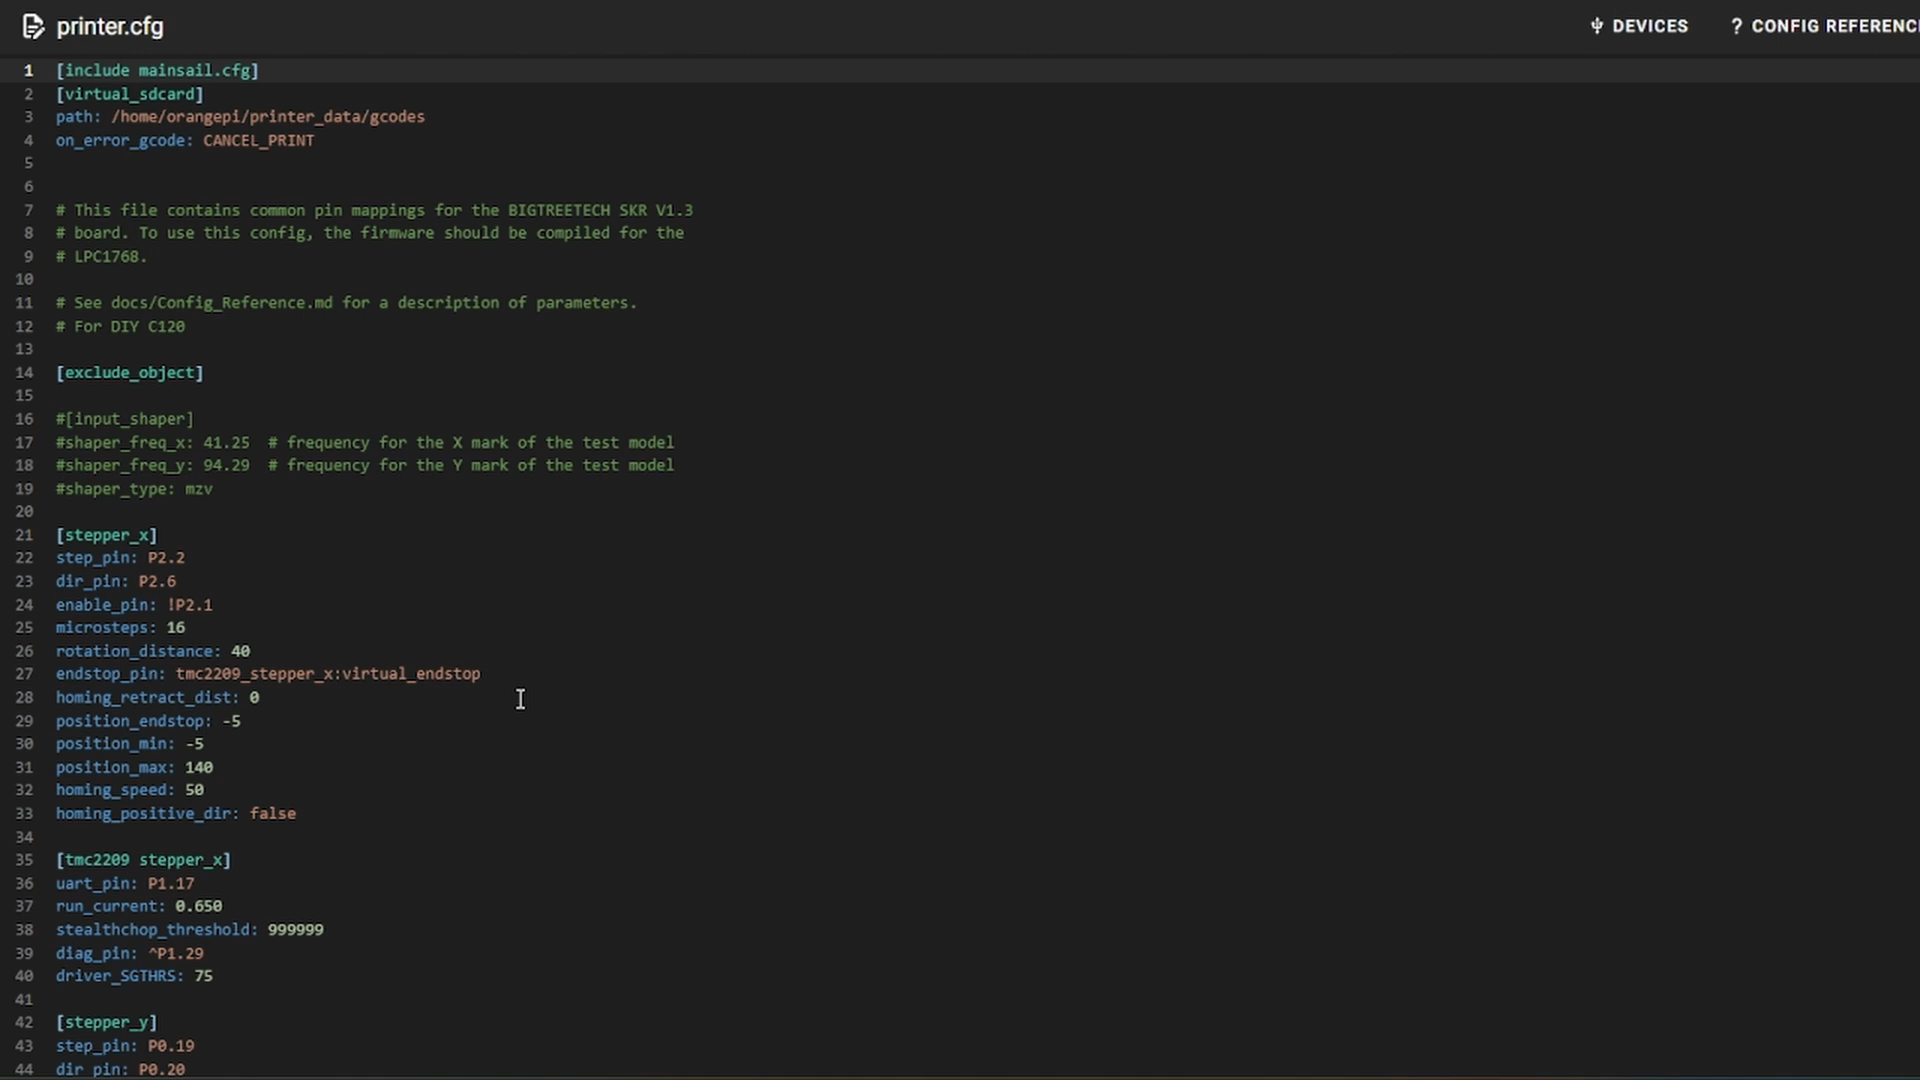 printer.cfg
DEVICES
? CONFIG REFERENC
1 [include mainsail.cfg]
2 [virtual_sdcard]
3 path: /home/orangepi/printer_data/gcodes
4 on_error_gcode: CANCEL_PRINT
5
6
7 # This file contains common pin mappings for the BIGTREETECH SKR V1.3
8 # board. To use this config, the firmware should be compiled for the
9 # LPC1768.
10
11 # See docs/Config_Reference.md for a description of parameters.
12 # For DIY C120
13
14 [exclude_object]
15
16 #[input_shaper]
17 #shaper_freq_x: 41.25  # frequency for the X mark of the test model
18 #shaper_freq_y: 94.29  # frequency for the Y mark of the test model
19 #shaper_type: mzv
20
21 [stepper_x]
22 step_pin: P2.2
23 dir_pin: P2.6
24 enable_pin: !P2.1
25 microsteps: 16
26 rotation_distance: 40
27 endstop_pin: tmc2209_stepper_x:virtual_endstop
28 homing_retract_dist: 0
29 position_endstop: -5
30 position_min: -5
31 position_max: 140
32 homing_speed: 50
33 homing_positive_dir: false
34
35 [tmc2209 stepper_x]
36 uart_pin: P1.17
37 run_current: 0.650
38 stealthchop_threshold: 999999
39 diag_pin: ^P1.29
40 driver_SGTHRS: 75
41
42 [stepper_y]
43 step_pin: P0.19
44 dir_pin: P0.20